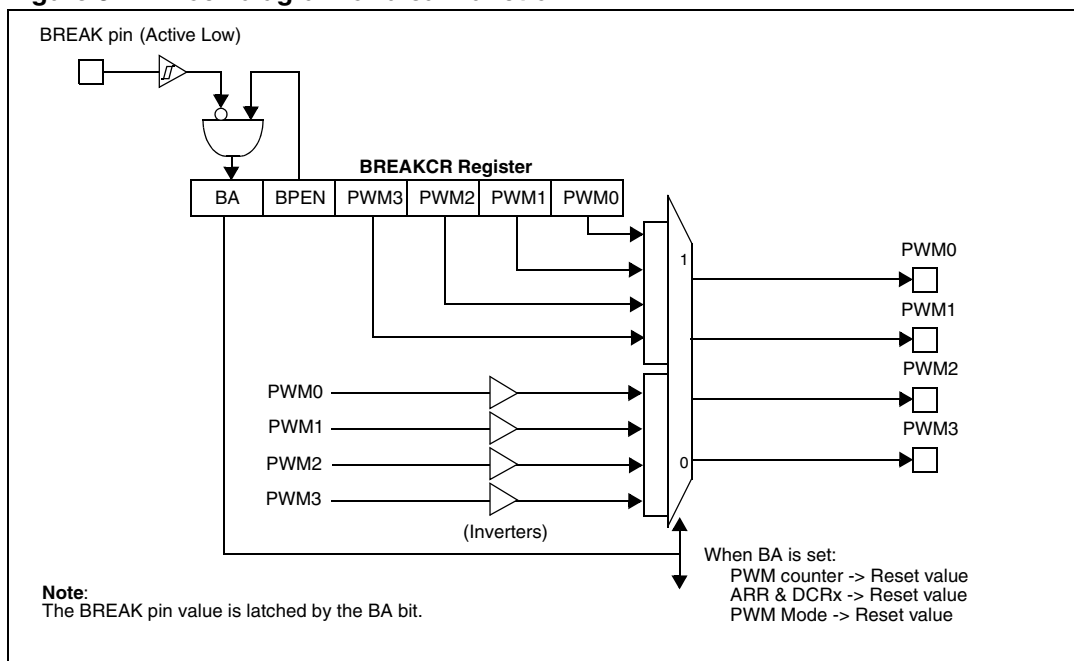 BREAK pin (Active Low)
BREAKCR Register
BA BPEN PWM3 PWM2 PWM1 PWM0
1
PWM0
PWM1
PWM2
PWM3
PWM0
PWM1
PWM2
PWM3
0
(Inverters)
When BA is set:
PWM counter -> Reset value
ARR & DCRx -> Reset value
PWM Mode -> Reset value
Note:
The BREAK pin value is latched by the BA bit.